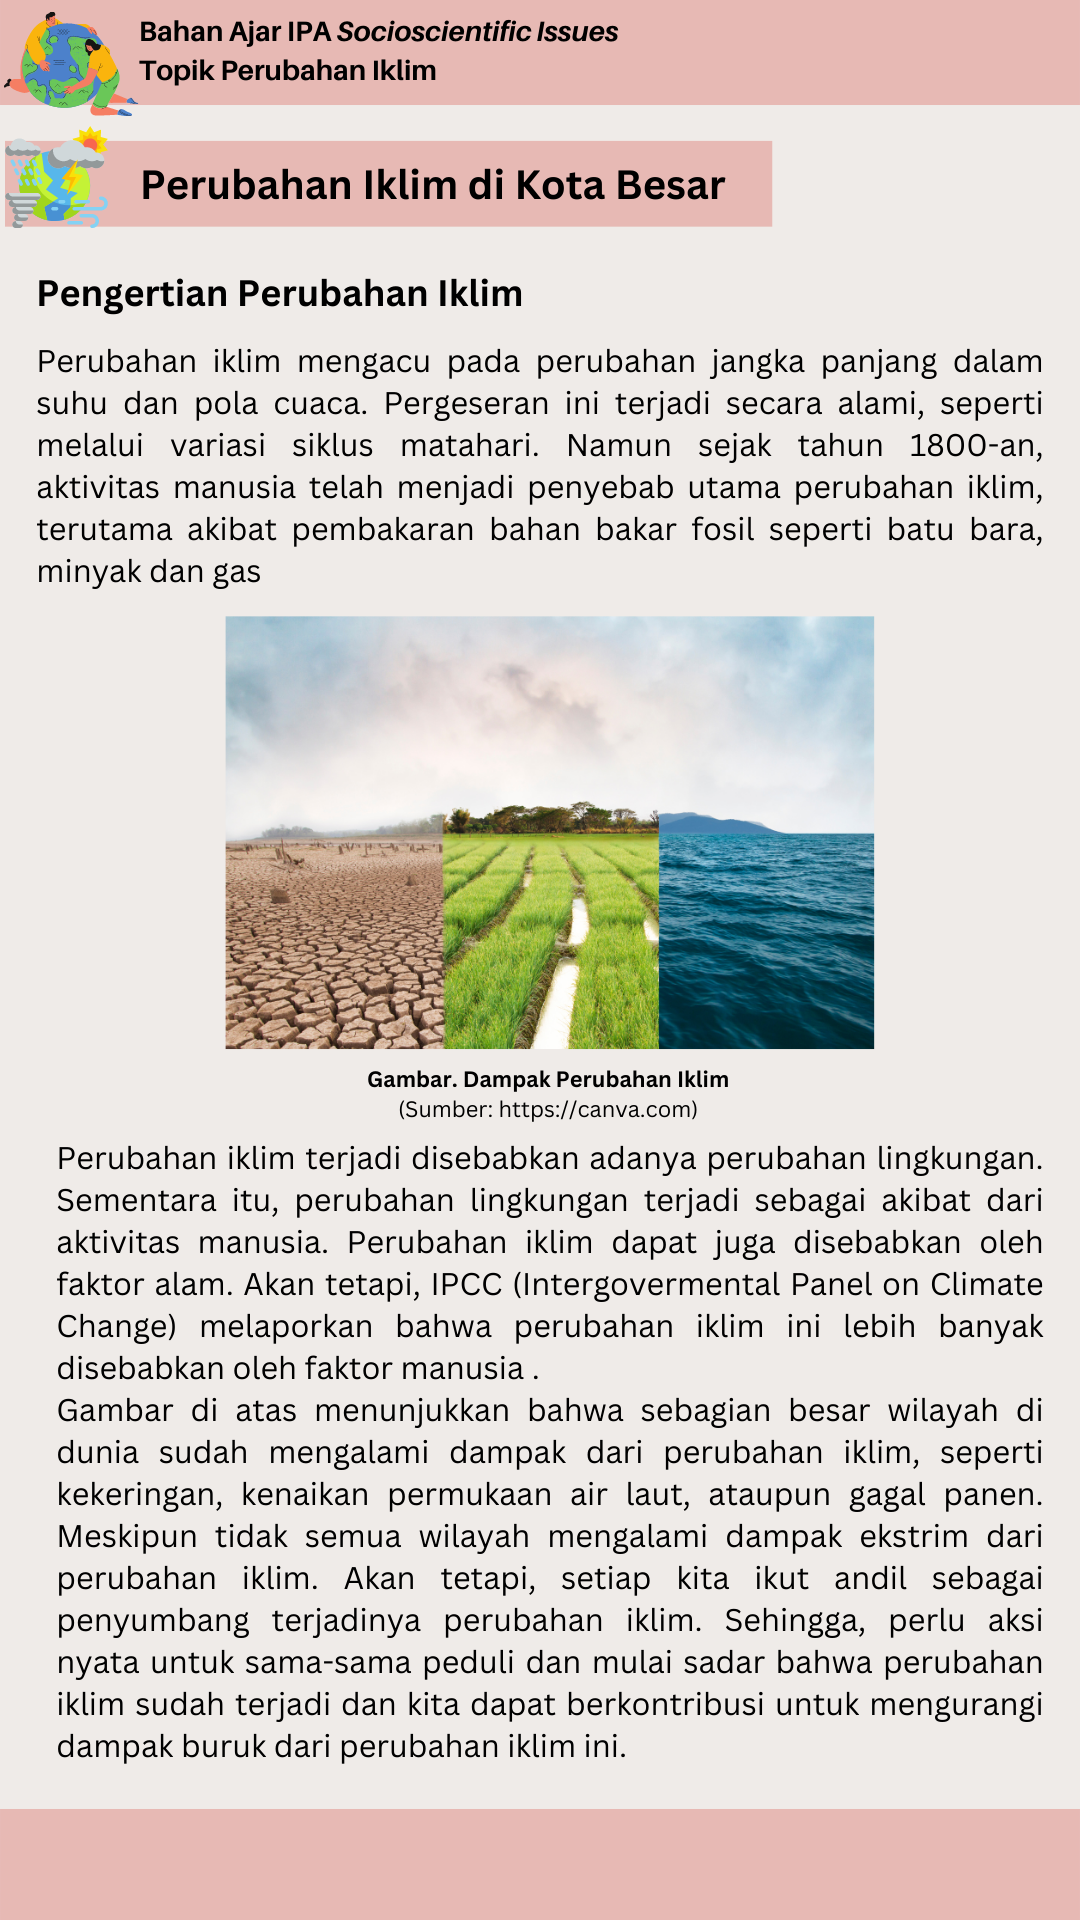 Bahan Ajar IPA Socioscientific Issues
Topik Perubahan Iklim
Perubahan Iklim di Kota Besar
Pengertian Perubahan Iklim
Perubahan iklim mengacu pada perubahan jangka panjang dalam
suhu dan pola cuaca. Pergeseran ini terjadi secara alami, seperti
melalui variasi siklus matahari. Namun sejak tahun 1800-an,
aktivitas manusia telah menjadi penyebab utama perubahan iklim,
terutama akibat pembakaran bahan bakar fosil seperti batu bara,
minyak dan gas
Gambar. Dampak Perubahan Iklim
(Sumber: https://canva.com)
Perubahan iklim terjadi disebabkan adanya perubahan lingkungan.
Sementara itu, perubahan lingkungan terjadi sebagai akibat dari
aktivitas manusia. Perubahan iklim dapat juga disebabkan oleh
faktor alam. Akan tetapi, IPCC (Intergovermental Panel on Climate
Change) melaporkan bahwa perubahan iklim ini lebih banyak
disebabkan oleh faktor manusia .
Gambar di atas menunjukkan bahwa sebagian besar wilayah di
dunia sudah mengalami dampak dari perubahan iklim, seperti
kekeringan, kenaikan permukaan air laut, ataupun gagal panen.
Meskipun tidak semua wilayah mengalami dampak ekstrim dari
perubahan iklim. Akan tetapi, setiap kita ikut andil sebagai
penyumbang terjadinya perubahan iklim. Sehingga, perlu aksi
nyata untuk sama-sama peduli dan mulai sadar bahwa perubahan
iklim sudah terjadi dan kita dapat berkontribusi untuk mengurangi
dampak buruk dari perubahan iklim ini.